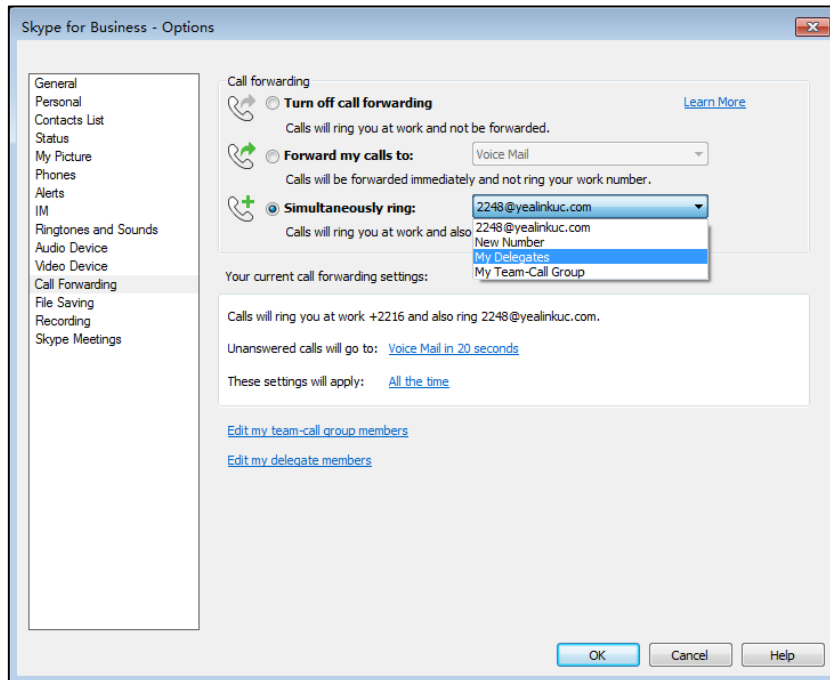 Skype for Business - Options
General
Personal
Contacts List
Status
My Picture
Phones
Alerts
IM
Ringtones and Sounds
Audio Device
Video Device
Call Forwarding
File Saving
Recording
Skype Meetings
Call forwarding
Turn off call forwarding
Learn More
Calls will ring you at work and not be forwarded.
Forward my calls to:
Voice Mail
Calls will be forwarded immediately and not ring your work number.
Simultaneously ring:
2248@yealinkuc.com
Calls will ring you at work and also
2248@yealinkuc.com
New Number
My Delegates
My Team-Call Group
Your current call forwarding settings:
Calls will ring you at work +2216 and also ring 2248@yealinkuc.com.
Unanswered calls will go to: Voice Mail in 20 seconds
These settings will apply: All the time
Edit my team-call group members
Edit my delegate members
OK
Cancel
Help